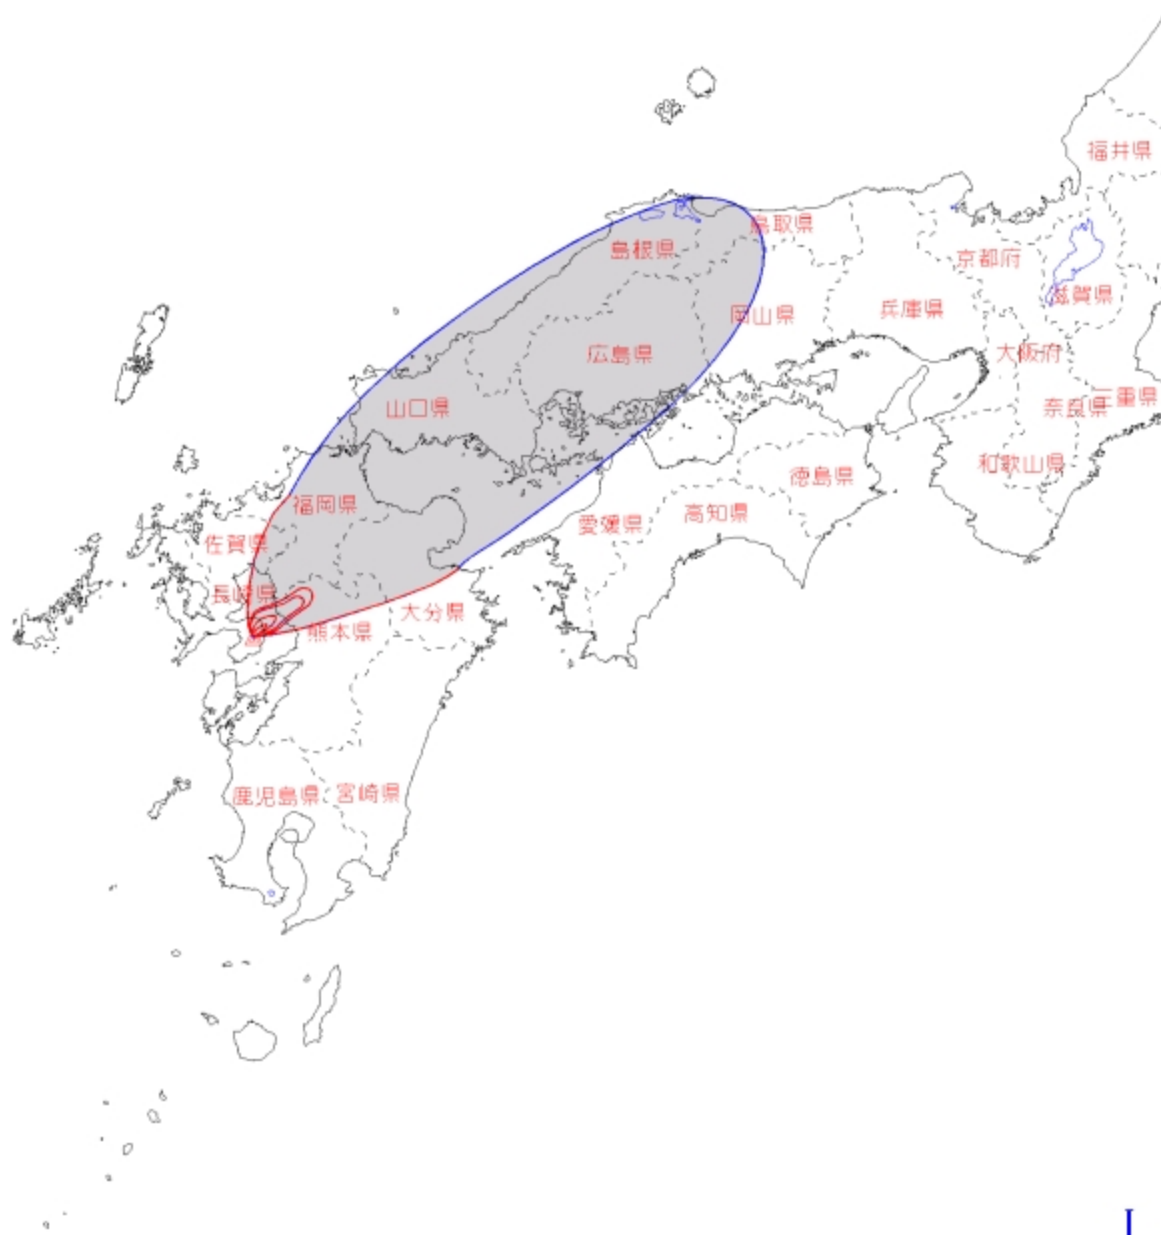 福井県
鳥取県
島根県
京都府
滋賀県
兵庫県
岡山県
広島県
大阪府
三重県
奈良県
山口県
和歌山県
徳島県
福岡県
高知県
愛媛県
佐賀県
長崎県
大分県
熊本県
鹿児島県
宮崎県